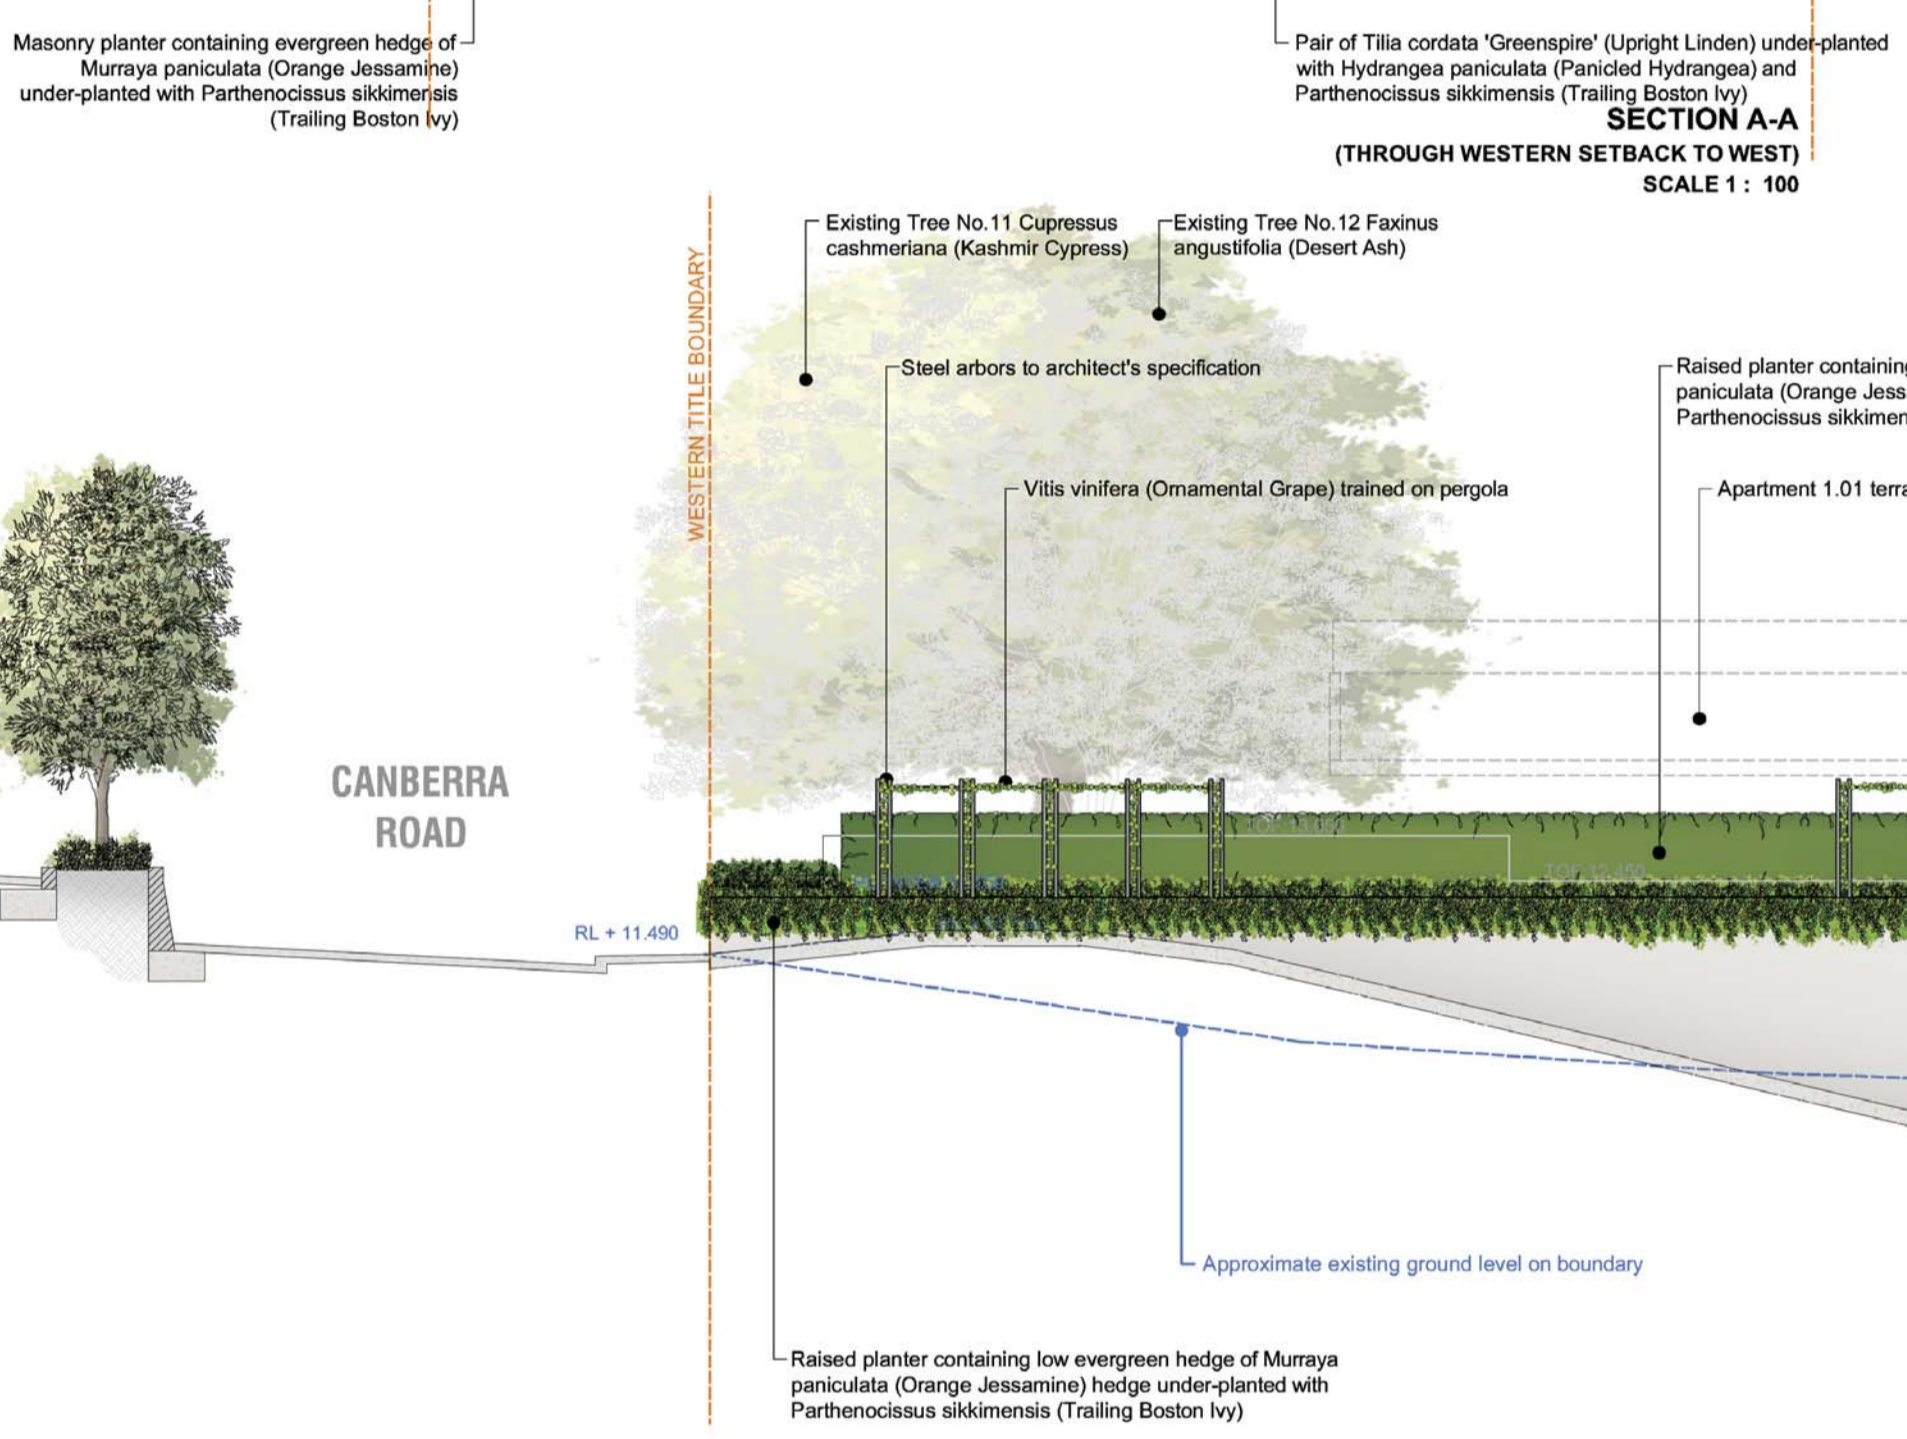 Masonry planter containing evergreen hedge of
Murraya paniculata (Orange Jessamine)
under-planted with Parthenocissus sikkimensis
(Trailing Boston Ivy)
Pair of Tilia cordata 'Greenspire' (Upright Linden) under-planted
with Hydrangea paniculata (Panicled Hydrangea) and
Parthenocissus sikkimensis (Trailing Boston Ivy)
SECTION A-A
(THROUGH WESTERN SETBACK TO WEST)
SCALE 1 : 100
Existing Tree No.11 Cupressus
cashmeriana (Kashmir Cypress)
Existing Tree No.12 Faxinus
angustifolia (Desert Ash)
WESTERN TITLE BOUNDARY
Steel arbors to architect's specification
Raised planter containing
paniculata (Orange Jess
Parthenocissus sikkimen
Vitis vinifera (Ornamental Grape) trained on pergola
Apartment 1.01 terra
CANBERRA
ROAD
TOF 12.450
RL + 11.490
Approximate existing ground level on boundary
Raised planter containing low evergreen hedge of Murraya
paniculata (Orange Jessamine) hedge under-planted with
Parthenocissus sikkimensis (Trailing Boston Ivy)